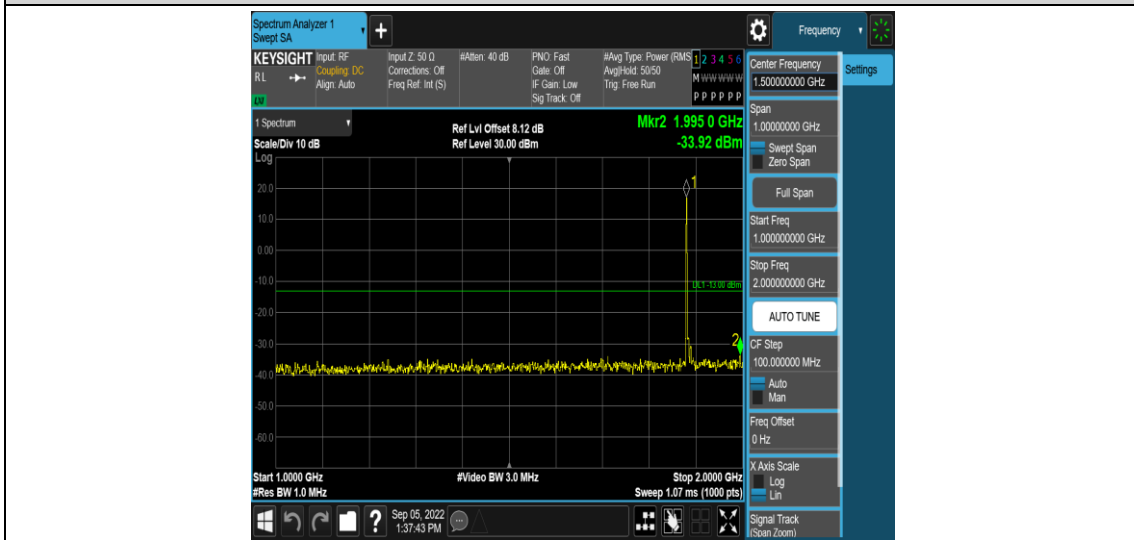 Spectrum Analyzer 1
Swept SA
+
Frequency
KEYSIGHT
RL
Input: RF
Coupling: DC
Align: Auto
Input Z: 50 Ω
Corrections: Off
Freq Ref: Int (S)
#Atten: 40 dB
PNO: Fast
Gate: Off
IF Gain: Low
Sig Track: Off
#Avg Type: Power (RMS
Avg|Hold: 50/50
Trig: Free Run
1 2 3 4 5 6
M W W W W W
P P P P P P
1 Spectrum
Scale/Div 10 dB
Log
Ref Lvl Offset 8.12 dB
Ref Level 30.00 dBm
Mkr2 1.995 0 GHz
-33.92 dBm
1
20.0
10.0
0.00
-10.0
DL1 -13.00 dBm
-20.0
-30.0
2
-40.0
-50.0
-60.0
Start 1.0000 GHz
#Video BW 3.0 MHz
Stop 2.0000 GHz
#Res BW 1.0 MHz
Sweep 1.07 ms (1000 pts)
Center Frequency
1.50000000 GHz
Settings
Span
1.00000000 GHz
Swept Span
Zero Span
Full Span
Start Freq
1.000000000 GHz
Stop Freq
2.000000000 GHz
AUTO TUNE
CF Step
100.000000 MHz
Auto
Man
Freq Offset
0 Hz
X Axis Scale
Log
Lin
Signal Track
(Span Zoom)
?
Sep 05, 2022
1:37:43 PM